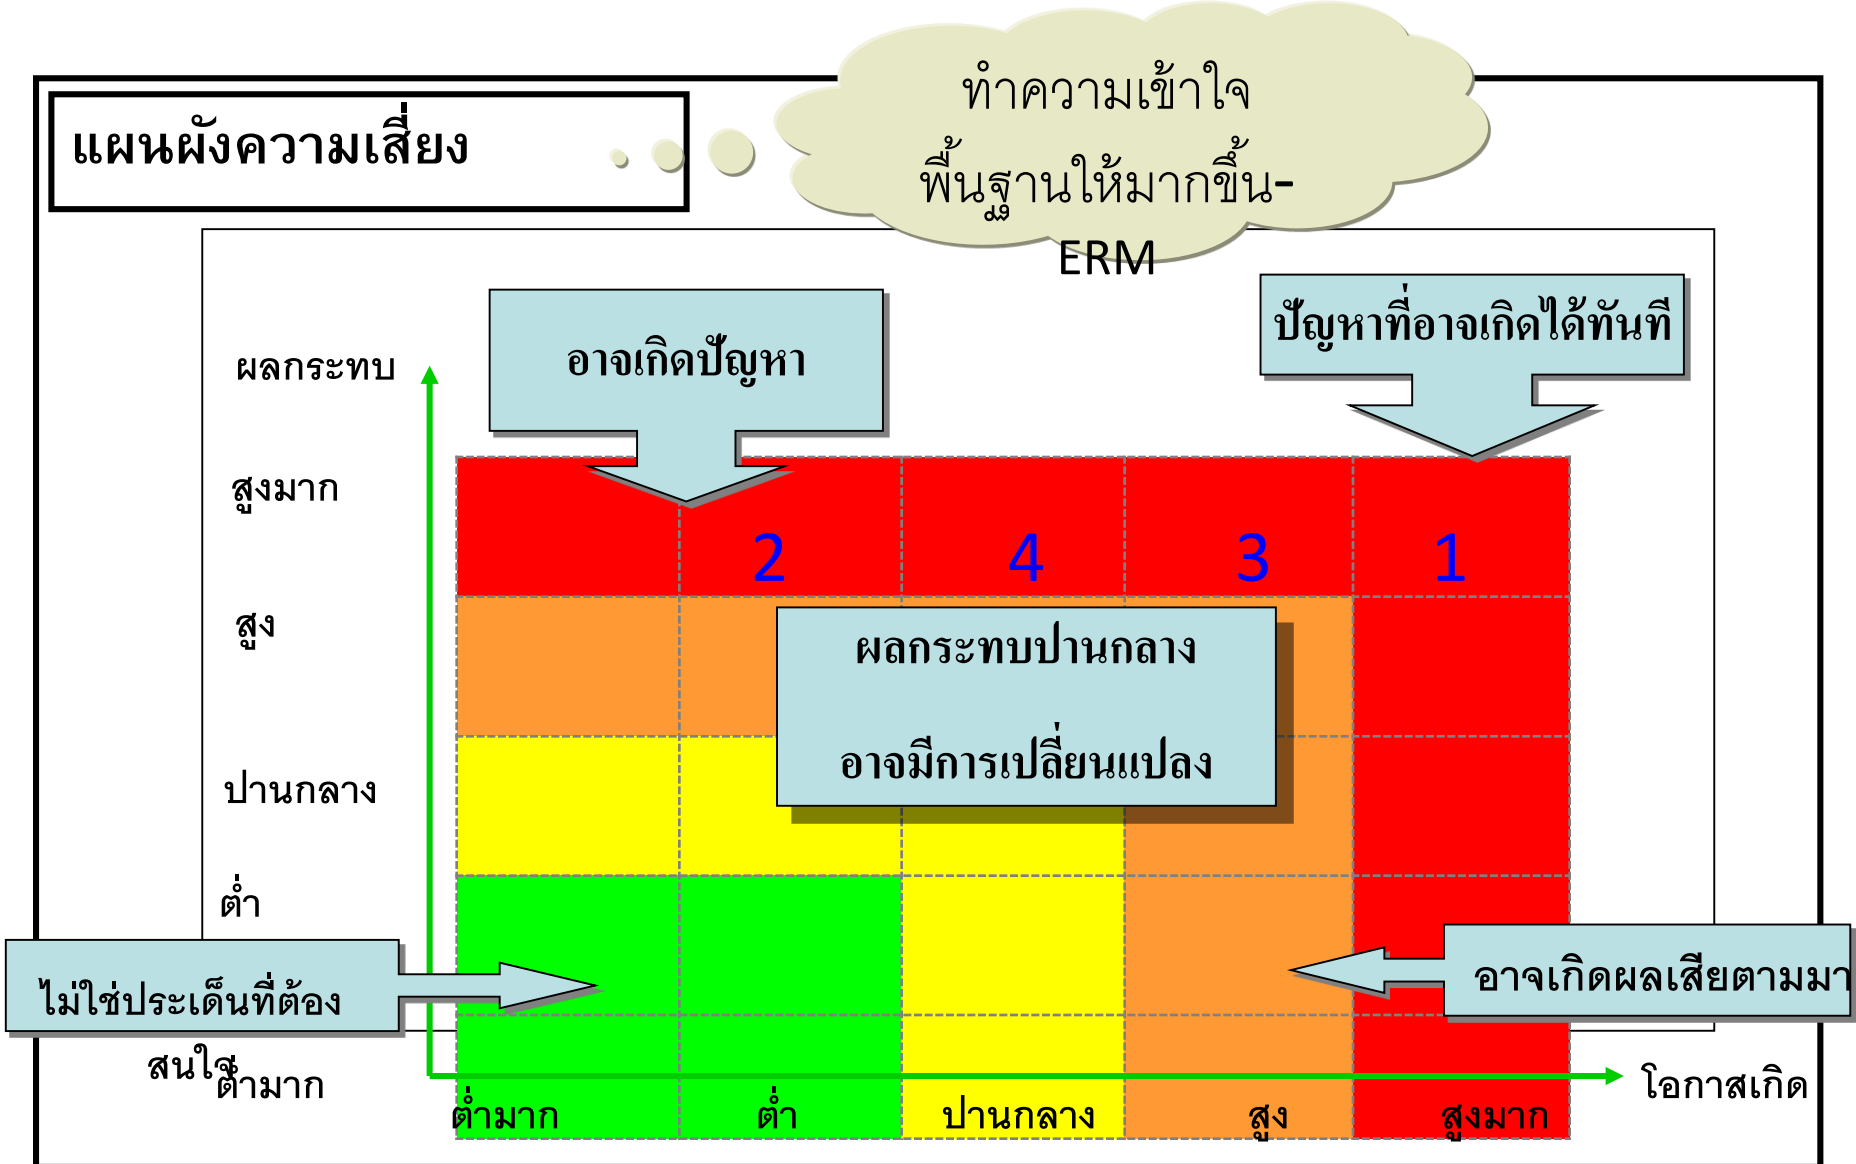 ทำความเข้าใจ
พื้นฐานให้มากขึ้น-
ERM
แผนผังความเสี่ยง
อาจเกิดปัญหา
ปัญหาที่อาจเกิดได้ทันที
ผลกระทบ
สูงมาก
2 4 3 1
สูง
ผลกระทบปานกลาง
อาจมีการเปลี่ยนแปลง
ปานกลาง
ต่ำ
ไม่ใช่ประเด็นที่ต้อง
สนใจ
อาจเกิดผลเสียตามมา
ต่ำมาก
โอกาสเกิด
ต่ำมาก ต่ำ ปานกลาง สูง สูงมาก